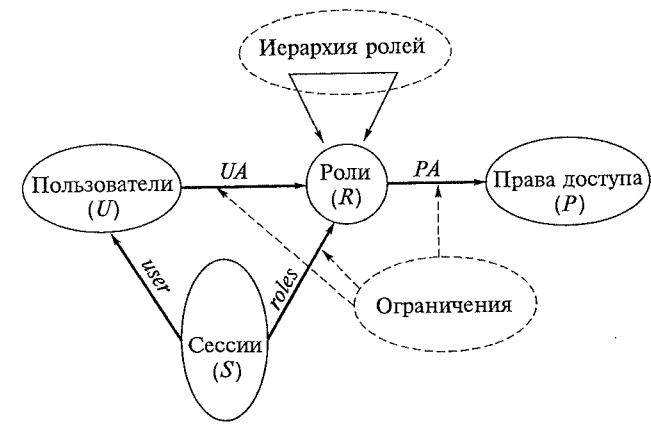 Иерархия ролей
Пользователи
(U)
UA
Роли
(R)
PA
Права доступа
(P)
user
roles
Сессии
(S)
Ограничения